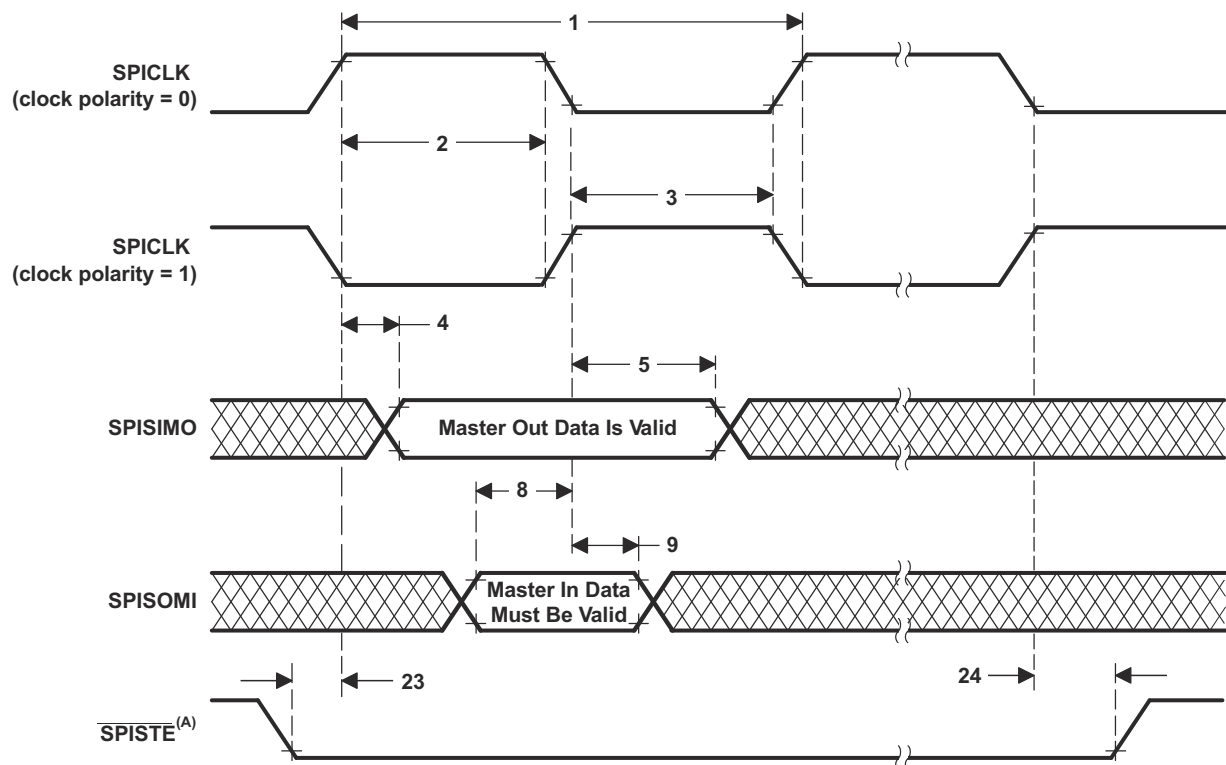 1
SPICLK
(clock polarity = 0)
2
3
SPICLK
(clock polarity = 1)
4
5
SPISIMO
Master Out Data Is Valid
8
9
SPISOMI
Master In Data
Must Be Valid
23
24
SPISTE(A)